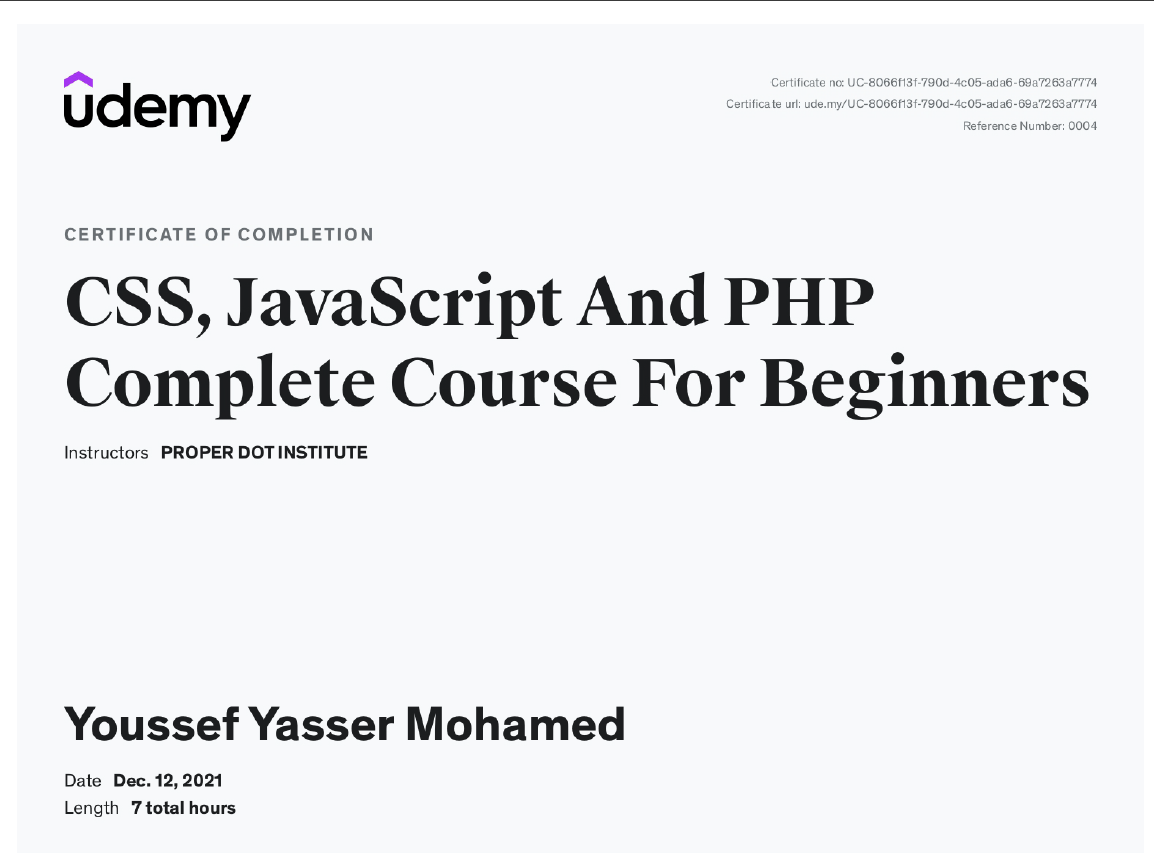 udemy
Certificate no: UC-8066f13f-790d-4c05-ada6-69a7263a7774
Certificate url: ude.my/UC-8066f13f-790d-4c05-ada6-69a7263a7774
Reference Number: 0004
CERTIFICATE OF COMPLETION
CSS, JavaScript And PHP
Complete Course For Beginners
Instructors PROPER DOT INSTITUTE
Youssef Yasser Mohamed
Date Dec. 12, 2021
Length 7 total hours